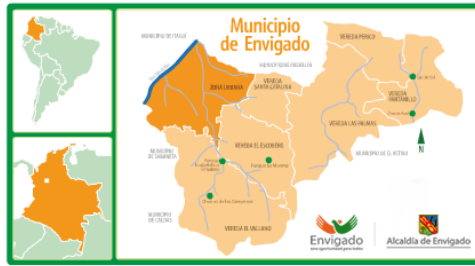 Municipio
de Envigado
MUNICIPIO DE ITAGUÍ
MUNICIPIO DE MEDELLÍN
VEREDA PERICO
ZONA URBANA
VEREDA
SANTA CATALINA
VEREDA
PANTANILLO
VEREDA LAS PALMAS
VEREDA EL ESCOBERO
MUNICIPIO
DE SABANETA
MUNICIPIO DE EL RETIRO
N
MUNICIPIO
DE CALDAS
VEREDA EL VALLANO
Envigado
Alcaldía de Envigado